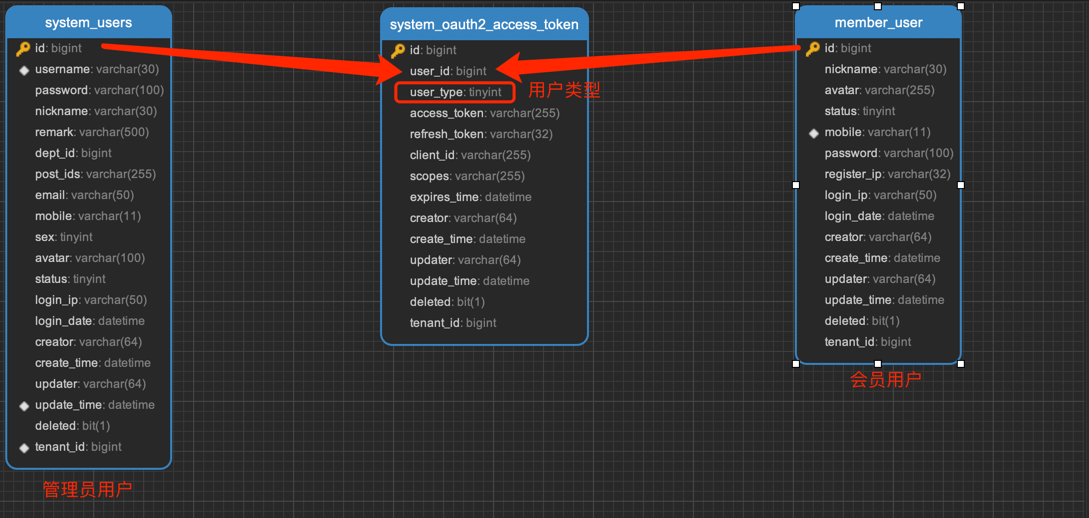 system_users
id: bigint
username: varchar(30)
password: varchar(100)
nickname: varchar(30)
remark: varchar(500)
dept_id: bigint
post_ids: varchar(255)
email: varchar(50)
mobile: varchar(11)
sex: tinyint
avatar: varchar(100)
status: tinyint
login_ip: varchar(50)
login_date: datetime
creator: varchar(64)
create_time: datetime
updater: varchar(64)
update_time: datetime
deleted: bit(1)
tenant_id: bigint
管理员用户
system_oauth2_access_token
id: bigint
user_id: bigint
user_type: tinyint
用户类型
access_token: varchar(255)
refresh_token: varchar(32)
client_id: varchar(255)
scopes: varchar(255)
expires_time: datetime
creator: varchar(64)
create_time: datetime
updater: varchar(64)
update_time: datetime
deleted: bit(1)
tenant_id: bigint
member_user
id: bigint
nickname: varchar(30)
avatar: varchar(255)
status: tinyint
mobile: varchar(11)
password: varchar(100)
register_ip: varchar(32)
login_ip: varchar(50)
login_date: datetime
creator: varchar(64)
create_time: datetime
updater: varchar(64)
update_time: datetime
deleted: bit(1)
tenant_id: bigint
会员用户